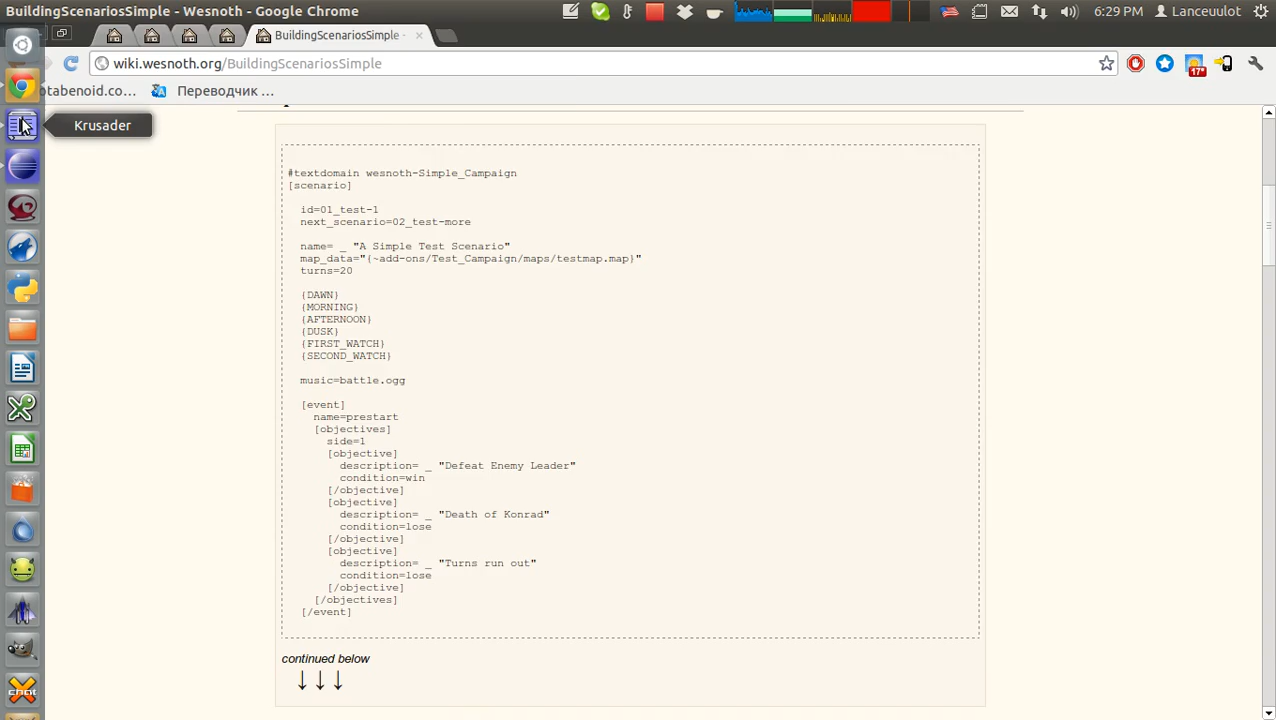 BuildingScenariosSimple - Wesnoth - Google Chrome
6:29 PM
Lanceuulot
BuildingScenariosSimple -
wiki.wesnoth.org/BuildingScenariosSimple
17°
otabenoid.co...
Переводчик ...
Krusader
#textdomain wesnoth-Simple_Campaign
[scenario]
id=01_test-1
next_scenario=02_test-more
name= _ "A Simple Test Scenario"
map_data="{~add-ons/Test_Campaign/maps/testmap.map}"
turns=20
{DAWN}
{MORNING}
{AFTERNOON}
{DUSK}
{FIRST_WATCH}
{SECOND_WATCH}
music=battle.ogg
[event]
name=prestart
[objectives]
side=1
[objective]
description= _ "Defeat Enemy Leader"
condition=win
[/objective]
[objective]
description= _ "Death of Konrad"
condition=lose
[/objective]
[objective]
description= _ "Turns run out"
condition=lose
[/objective]
[/objectives]
[/event]
continued below
↓ ↓ ↓